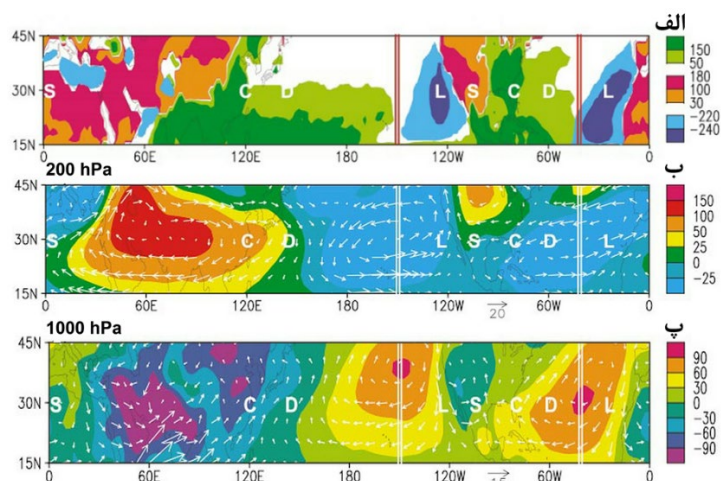 الف
45N
30N
15N
S C D L S C D L
0 60E 120E 180 120W 60W 0
150
50
180
100
30
-220
-240
200 hPa
ب
45N
30N
15N
S C D L S C D L
0 60E 120E 180 120W 60W 0
20
150
100
50
25
0
-25
1000 hPa
پ
45N
30N
15N
S C D L S C D L
0 60E 120E 180 120W 60W 0
90
60
30
0
-30
-60
-90